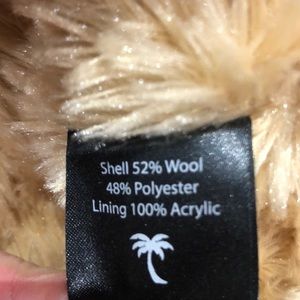 Shell 52% Wool
48% Polyester
Lining 100% Acrylic